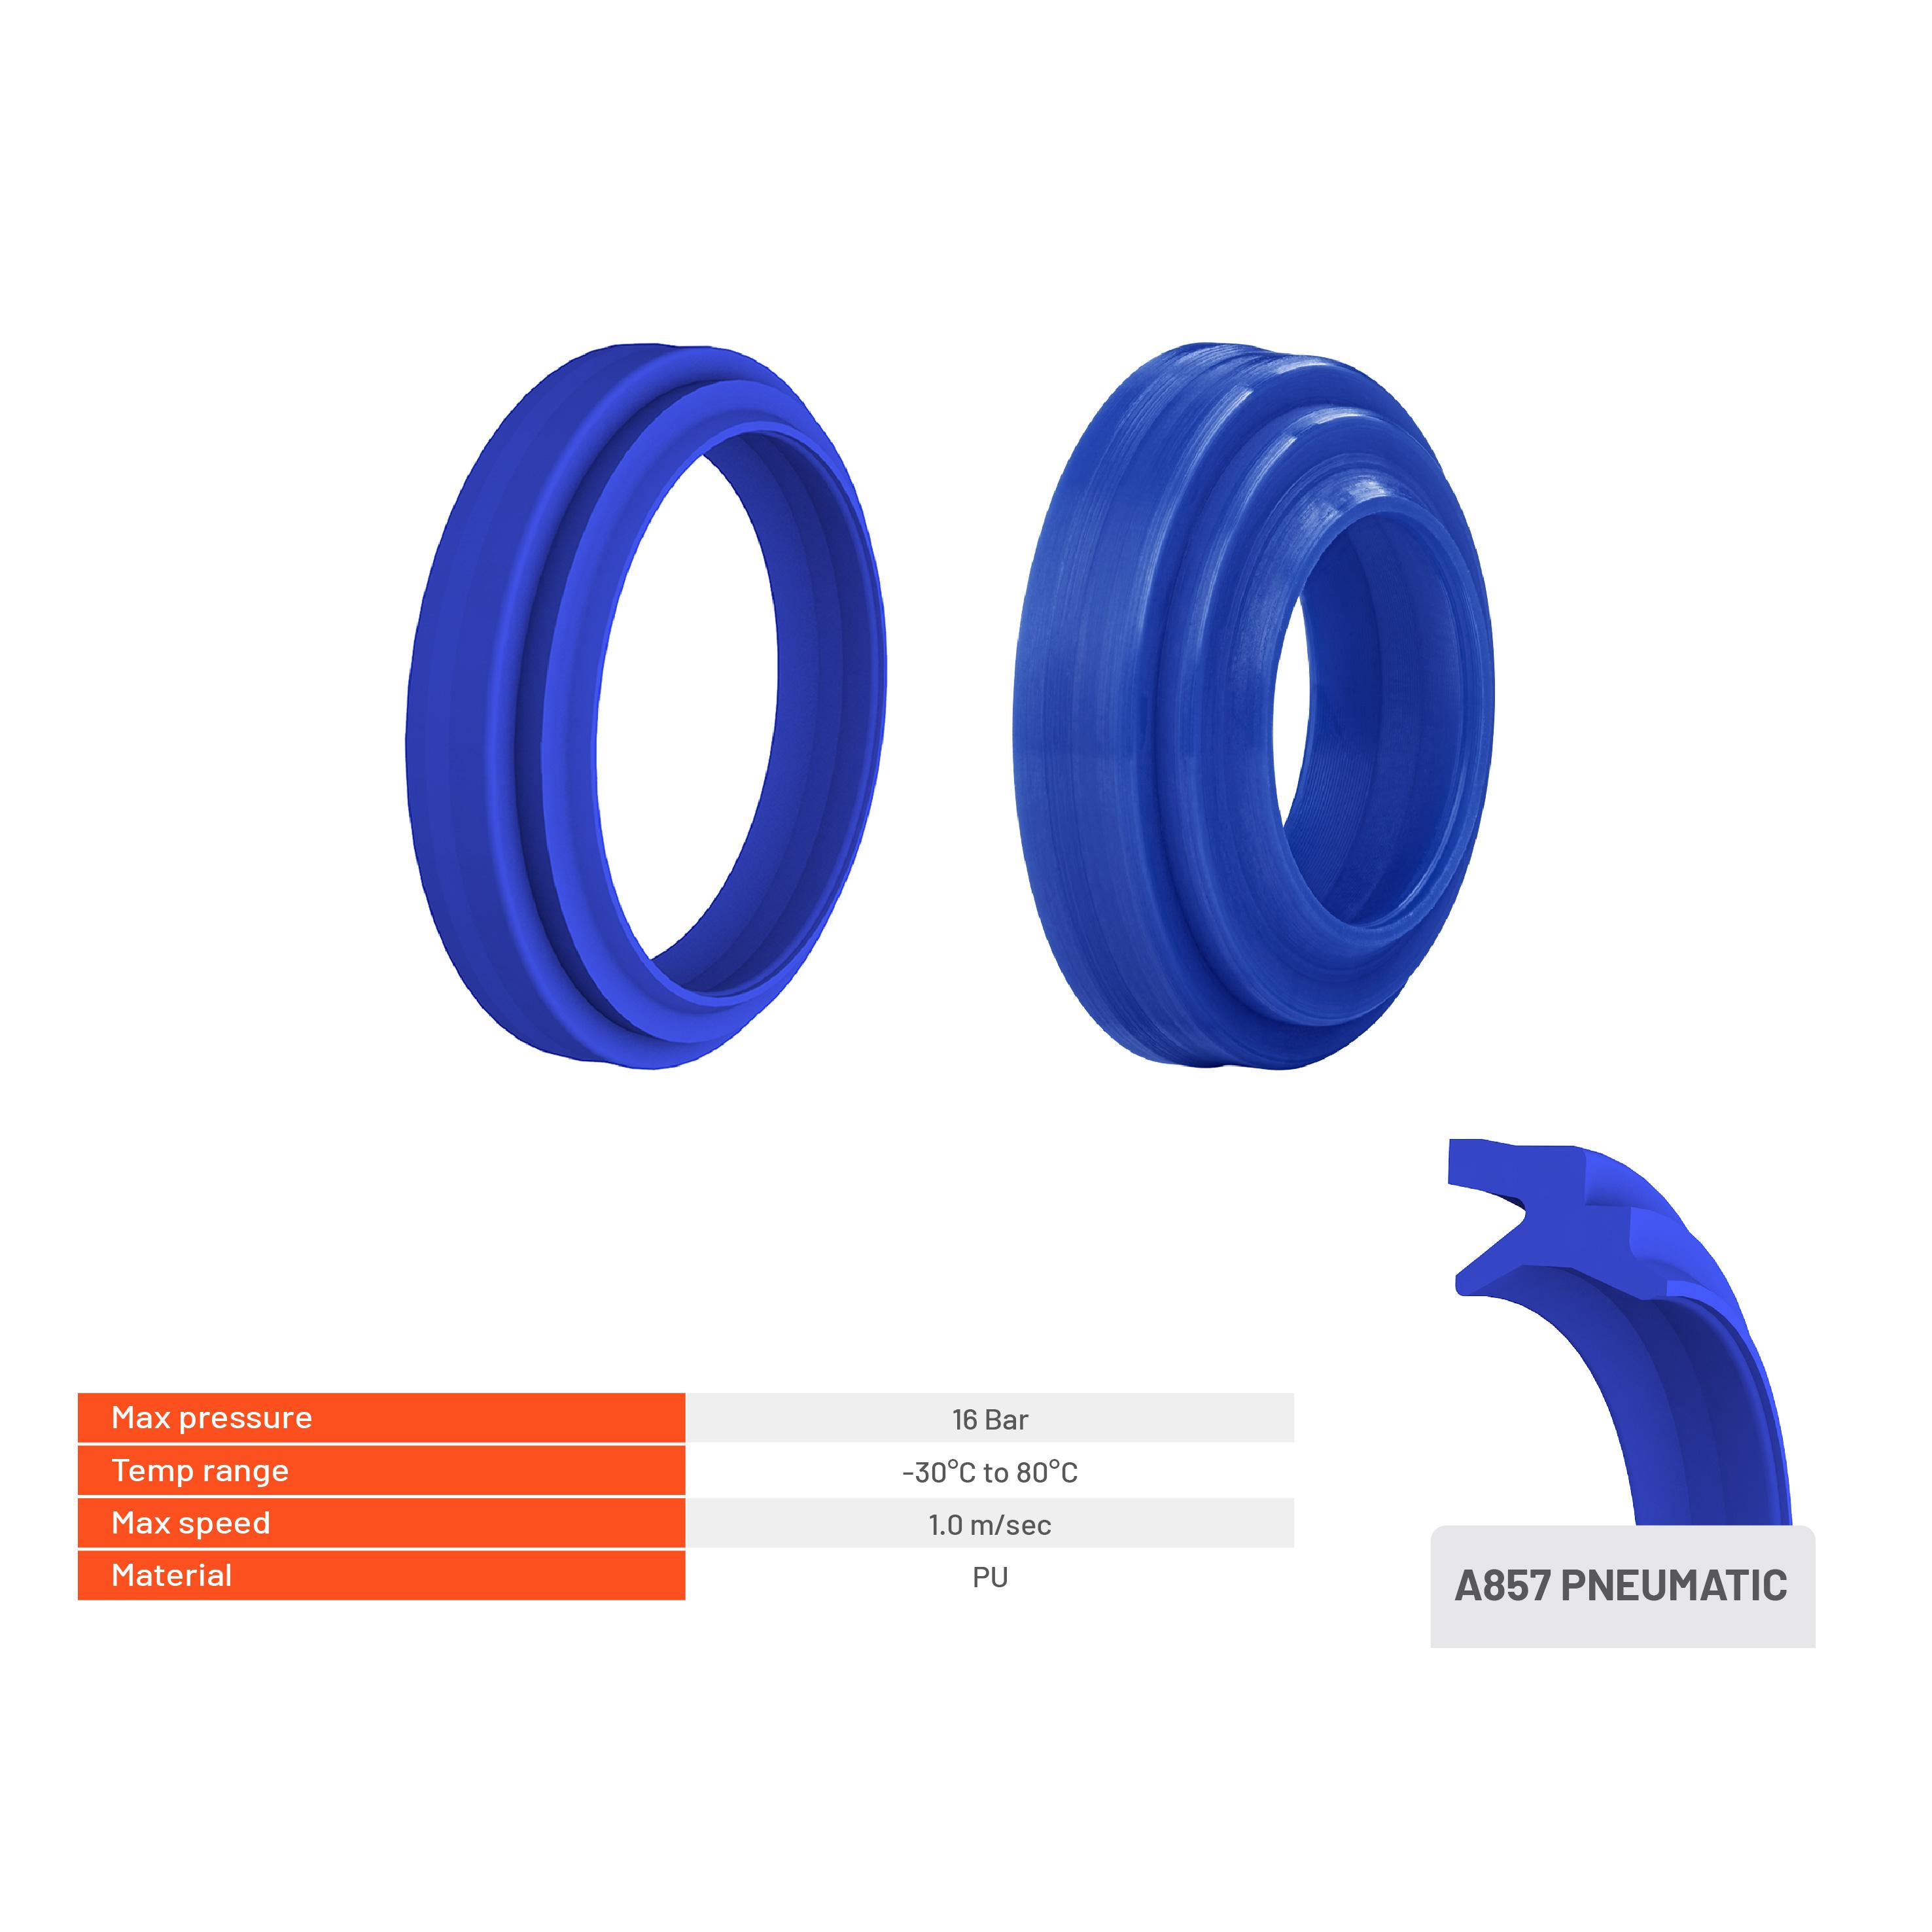 Max pressure 16 Bar
Temp range -30°C to 80°C
Max speed 1.0 m/sec
Material PU
A857 PNEUMATIC